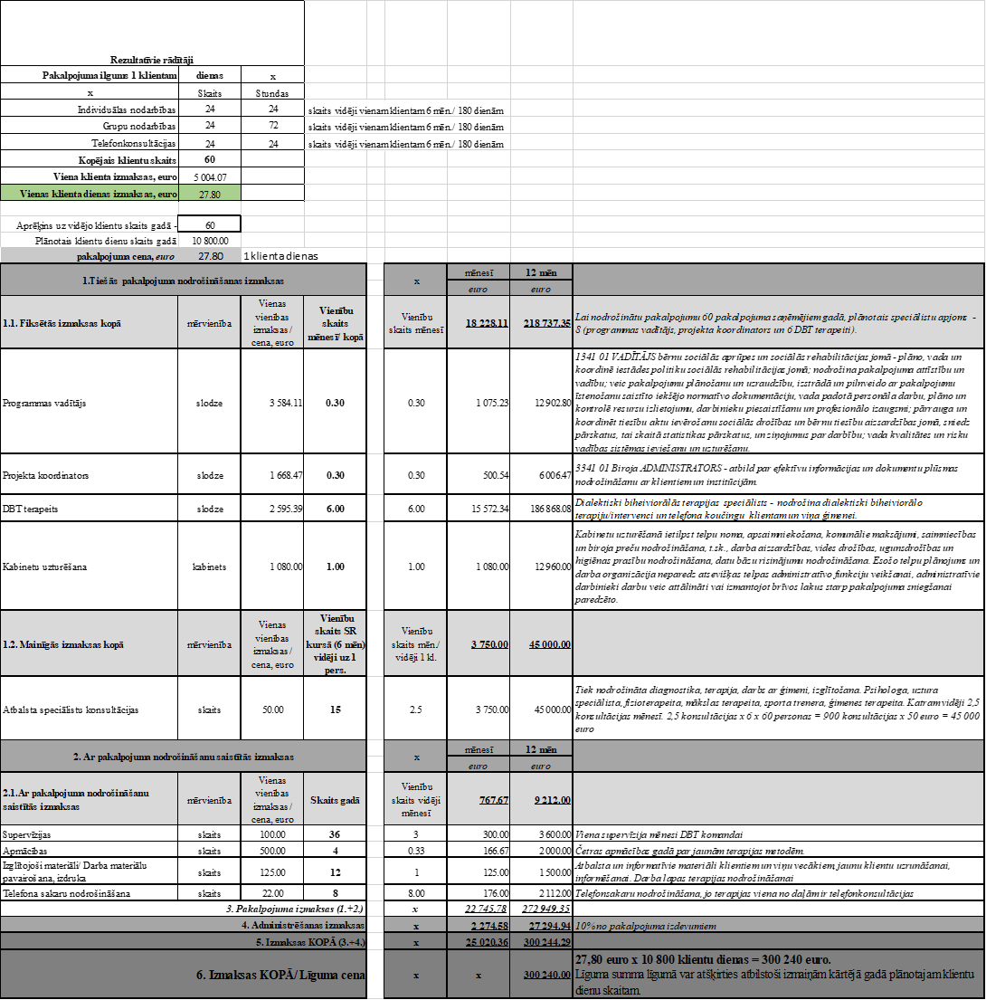 Rezultatīvie rādītāji
Pakalpojuma ilgums 1 klientam dienas x
x Skaits Stundas
Individuālas nodarbības 24 24 skaits vidēji vienam klientam 6 mēn./ 180 dienām
Grupu nodarbības 24 72 skaits vidēji vienam klientam 6 mēn./ 180 dienām
Telefonkonsultācijas 24 24 skaits vidēji vienam klientam 6 mēn./ 180 dienām
Kopējais klientu skaits 60
Viena klienta izmaksas, euro 5 004.07
Vienas klienta dienas izmaksas, euro 27.80
Aprēķins uz vidējo klientu skaits gadā - 60
Plānotais klientu dienu skaits gadā 10 800.00
pakalpojuma cena, euro 27.80 1 klienta dienas
1.Tiešās pakalpojuma nodrošināšanas izmaksas x mēnesī 12 mēn
euro euro
1.1. Fiksētās izmaksas kopā mērvienība Vienas vienības izmaksas / cena, euro Vienību skaits mēnesī/ kopā Vienību skaits mēnesī 18 228.11 218 737.35 Lai nodrošinātu pakalpojumu 60 pakalpojuma saņēmējiem gadā, plānotais speciālistu apjoms -
8 (programmas vadītājs, projekta koordinators un 6 DBT terapeiti).
Programmas vadītājs slodze 3 584.11 0.30 0.30 1 075.23 12 902.80
1341 01 VADĪTĀJS bērnu sociālās aprūpes un sociālās rehabilitācijas jomā - plāno, vada un
koordinē iestādes politiku sociālās rehabilitācijas jomā; nodrošina pakalpojuma attīstību un
vadību; veic pakalpojumu plānošanu un uzraudzību, izstrādā un pilnveido ar pakalpojumu
īstenošanu saistīto iekšējo normatīvo dokumentāciju, vada padotā personāla darbu, plāno un
kontrolē resursu izlietojumu, darbinieku piesaistīšanu un profesionālo izaugsmi; pārrauga un
koordinēt tiesību aktu ievērošanu sociālās drošības un bērnu tiesību aizsardzības jomā, sniedz
pārskatus, tai skaitā statistikas pārskatus, un ziņojumus par darbību; vada kvalitātes un risku
vadības sistēmas ieviešanu un uzturēšanu.
Projekta koordinators slodze 1 668.47 0.30 0.30 500.54 6 006.47
3341 01 Biroja ADMINISTRATORS - atbild par efektīvu informācijas un dokumentu plūsmas
nodrošināšanu ar klientiem un institūcijām.
DBT terapeits slodze 2 595.39 6.00 6.00 15 572.34 186 868.08
Dialektiski biheiviorālās terapijas speciālists - nodrošina dialektiski biheiviorālo
terapiju/intervenci un telefona koučingu klientam un viņa ģimenei.
Kabinetu uzturēšana kabinets 1 080.00 1.00 1.00 1 080.00 12 960.00
Kabinetu uzturēšanā ietilpst telpu noma, apsaimniekošana, komunālie maksājumi, saimniecības
un biroja preču nodrošināšana, t.sk., darba aizsardzības, vides drošības, ugunsdrošības un
higiēnas prasību nodrošināšana, datu bāzu risinājumu nodrošināšana. Esošo telpu plānojums un
darba organizācija neparedz atsevišķas telpas administratīvo funkciju veikšanai, administratīvie
darbinieki darbu veic attālināti vai izmantojot brīvos laikus starp pakalpojuma sniegšanai
paredzēto.
1.2. Mainīgās izmaksas kopā mērvienība Vienas vienības izmaksas / cena, euro Vienību skaits SR kursā (6 mēn) vidēji uz 1 pers. Vienību skaits mēn./ vidēji 1 kl. 3 750.00 45 000.00
Atbalsta speciālistu konsultācijas skaits 50.00 15 2.5 3 750.00 45 000.00
Tiek nodrošināta diagnostika, terapija, darbs ar ģimeni, izglītošana. Psihologa, uztura
speciālista, fizioterapeita, mākslas terapeita, sporta trenera, ģimenes terapeita. Katram vidēji 2,5
konsultācijas mēnesī. 2,5 konsultācijas x 6 x 60 personas = 900 konsultācijas x 50 euro = 45 000
euro
2. Ar pakalpojuma nodrošināšanu saistītās izmaksas x mēnesī 12 mēn
euro euro
2.1.Ar pakalpojuma nodrošināšanu saistītās izmaksas mērvienība Vienas vienības izmaksas / cena, euro Skaits gadā Vienību skaits vidēji mēnesī 767.67 9 212.00
Supervīzijas skaits 100.00 36 3 300.00 3 600.00 Viena supervīzija mēnesī DBT komandai
Apmācības skaits 500.00 4 0.33 166.67 2 000.00 Četras apmācības gadā par jaunām terapijas metodēm.
Izglītojoši materiāli/ Darba materiālu pavairošana, izdruka skaits 125.00 12 1 125.00 1 500.00 Atbalsta un informatīvie materiāli klientiem un viņu vecākiem, jaunu klientu uzrunāšanai,
informēšanai. Darba lapas terapijas nodrošināšanai
Telefona sakaru nodrošināšana skaits 22.00 8 8.00 176.00 2 112.00 Telefonsakaru nodrošināšana, jo terapijas viena no daļām ir telefonkonsultācijas
3. Pakalpojuma izmaksas (1.+2.) x 22 745.78 272 949.35
4. Administrēšanas izmaksas x 2 274.58 27 294.94 10% no pakalpojuma izdevumiem
5. Izmaksas KOPĀ (3.+4.) x 25 020.36 300 244.29
6. Izmaksas KOPĀ/ Līguma cena x x 300 240.00
27,80 euro x 10 800 klientu dienas = 300 240 euro.
Līguma summa līgumā var atšķirties atbilstoši izmaiņām kārtējā gadā plānotajam klientu
dienu skaitam.